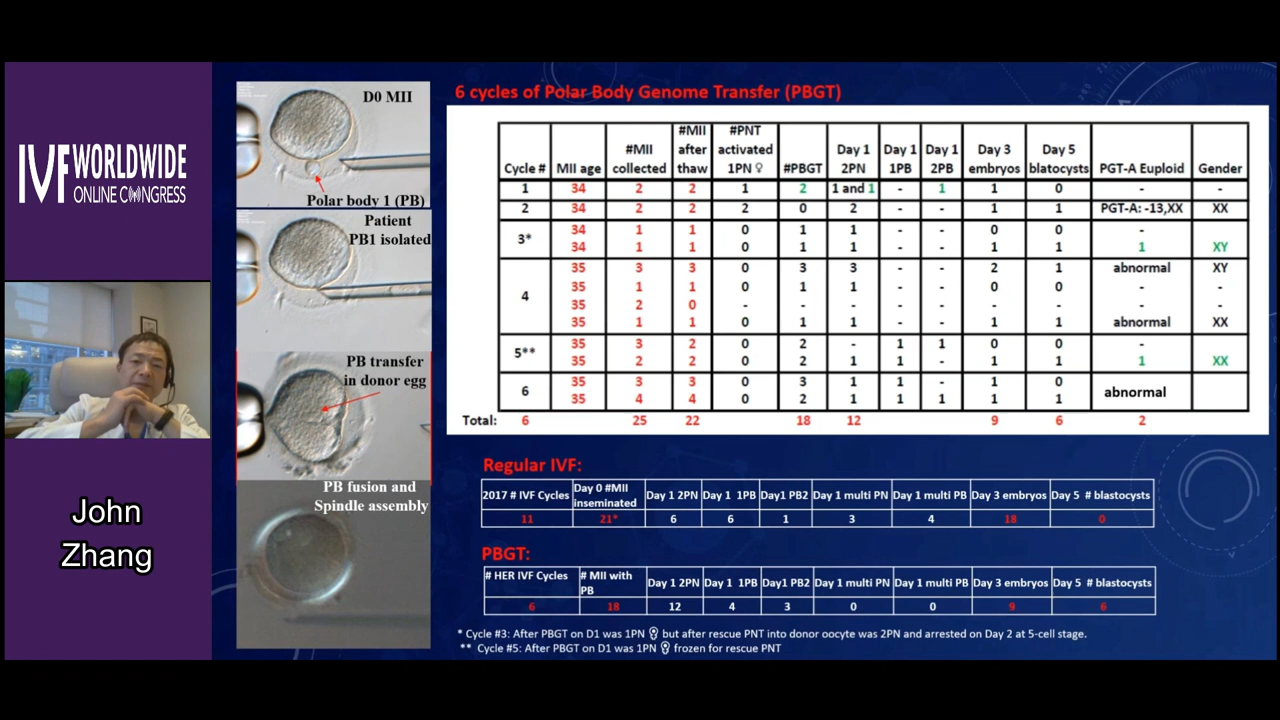 IVF WORLDWIDE
ONLINE CONGRESS
John
Zhang
D0 MII
Polar body 1 (PB)
Patient
PB1 isolated
PB transfer
in donor egg
PB fusion and
Spindle assembly
6 cycles of Polar Body Genome Transfer (PBGT)
Cycle # MII age #MII collected #MII after thaw #PNT activated 1PN ♀ #PBGT Day 1 2PN Day 1 1PB Day 1 2PB Day 3 embryos Day 5 blatocysts PGT-A Euploid Gender
1 34 2 2 1 2 1 and 1 - 1 1 0 - -
2 34 2 2 2 0 2 - - 1 1 PGT-A: -13,XX XX
3* 34 1 1 0 1 1 - - 0 0 -
34 1 1 0 1 1 - - 1 1 1 XY
4 35 3 3 0 3 3 - - 2 1 abnormal XY
35 1 1 0 1 1 - - 0 0 - -
35 2 0 - - - - - - - - -
35 1 1 0 1 1 - - 1 1 abnormal XX
5** 35 3 2 0 2 - 1 1 0 0 -
35 2 2 0 2 1 1 - 1 1 1 XX
6 35 3 3 0 3 1 1 - 1 0 abnormal
35 4 4 0 2 1 1 1 1 1
Total: 6 25 22 18 12 9 6 2
Regular IVF:
2017 # IVF Cycles Day 0 #MII inseminated Day 1 2PN Day 1 1PB Day1 PB2 Day 1 multi PN Day 1 multi PB Day 3 embryos Day 5 # blastocysts
11 21* 6 6 1 3 4 18 0
PBGT:
# HER IVF Cycles # MII with PB Day 1 2PN Day 1 1PB Day1 PB2 Day 1 multi PN Day 1 multi PB Day 3 embryos Day 5 # blastocysts
6 18 12 4 3 0 0 9 6
* Cycle #3: After PBGT on D1 was 1PN ♀ but after rescue PNT into donor oocyte was 2PN and arrested on Day 2 at 5-cell stage.
** Cycle #5: After PBGT on D1 was 1PN ♀ frozen for rescue PNT